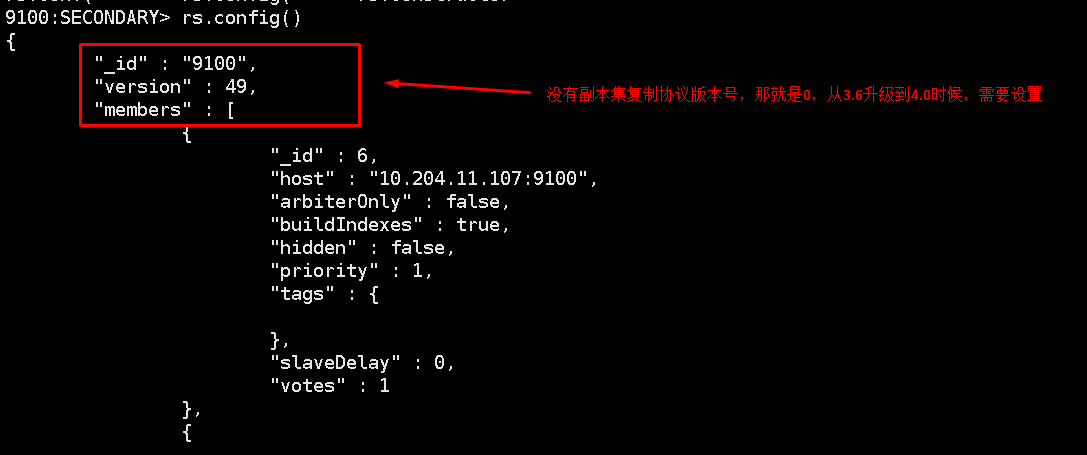 9100:SECONDARY> rs.config()
{
"_id" : "9100",
"version" : 49,
"members" : [
没有副本集复制协议版本号，那就是0，从3.6升级到4.0时候，需要设置
{
"_id" : 6,
"host" : "10.204.11.107:9100",
"arbiterOnly" : false,
"buildIndexes" : true,
"hidden" : false,
"priority" : 1,
"tags" : {
},
"slaveDelay" : 0,
"votes" : 1
},
{